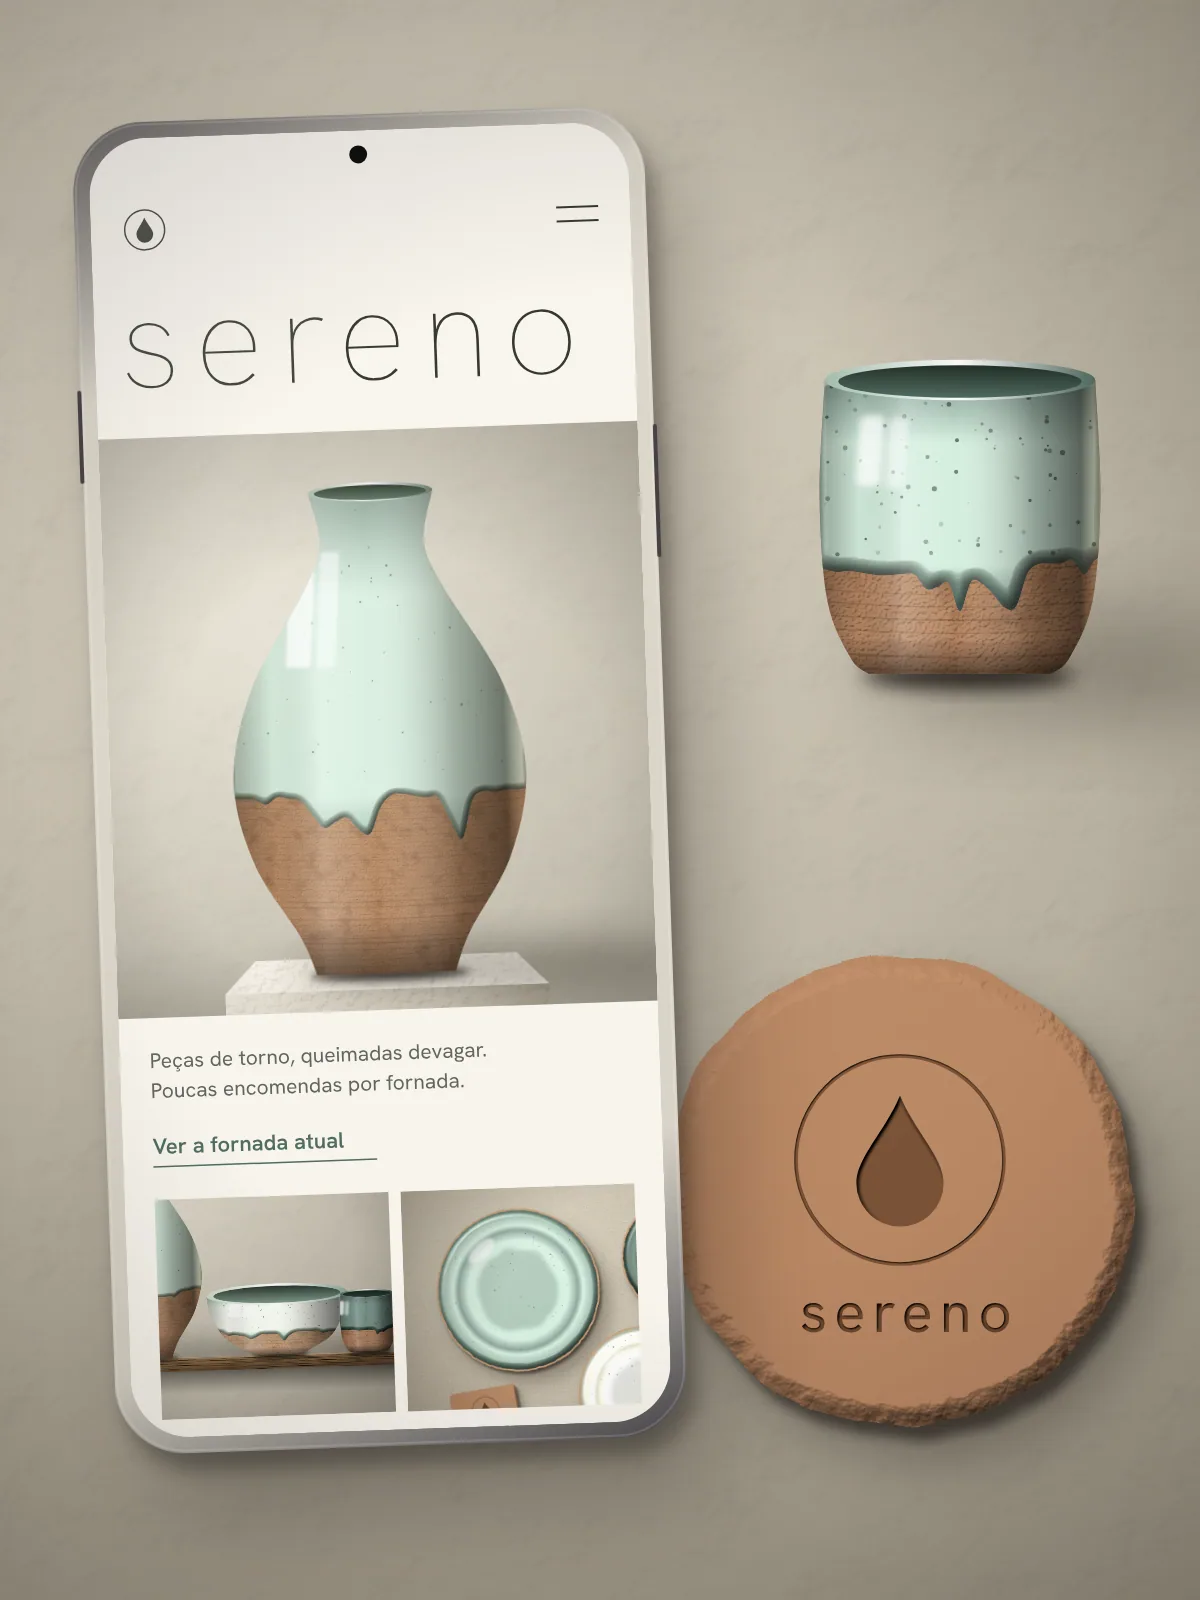 sereno
Peças de torno, queimadas devagar.
Poucas encomendas por fornada.
Ver a fornada atual
sereno